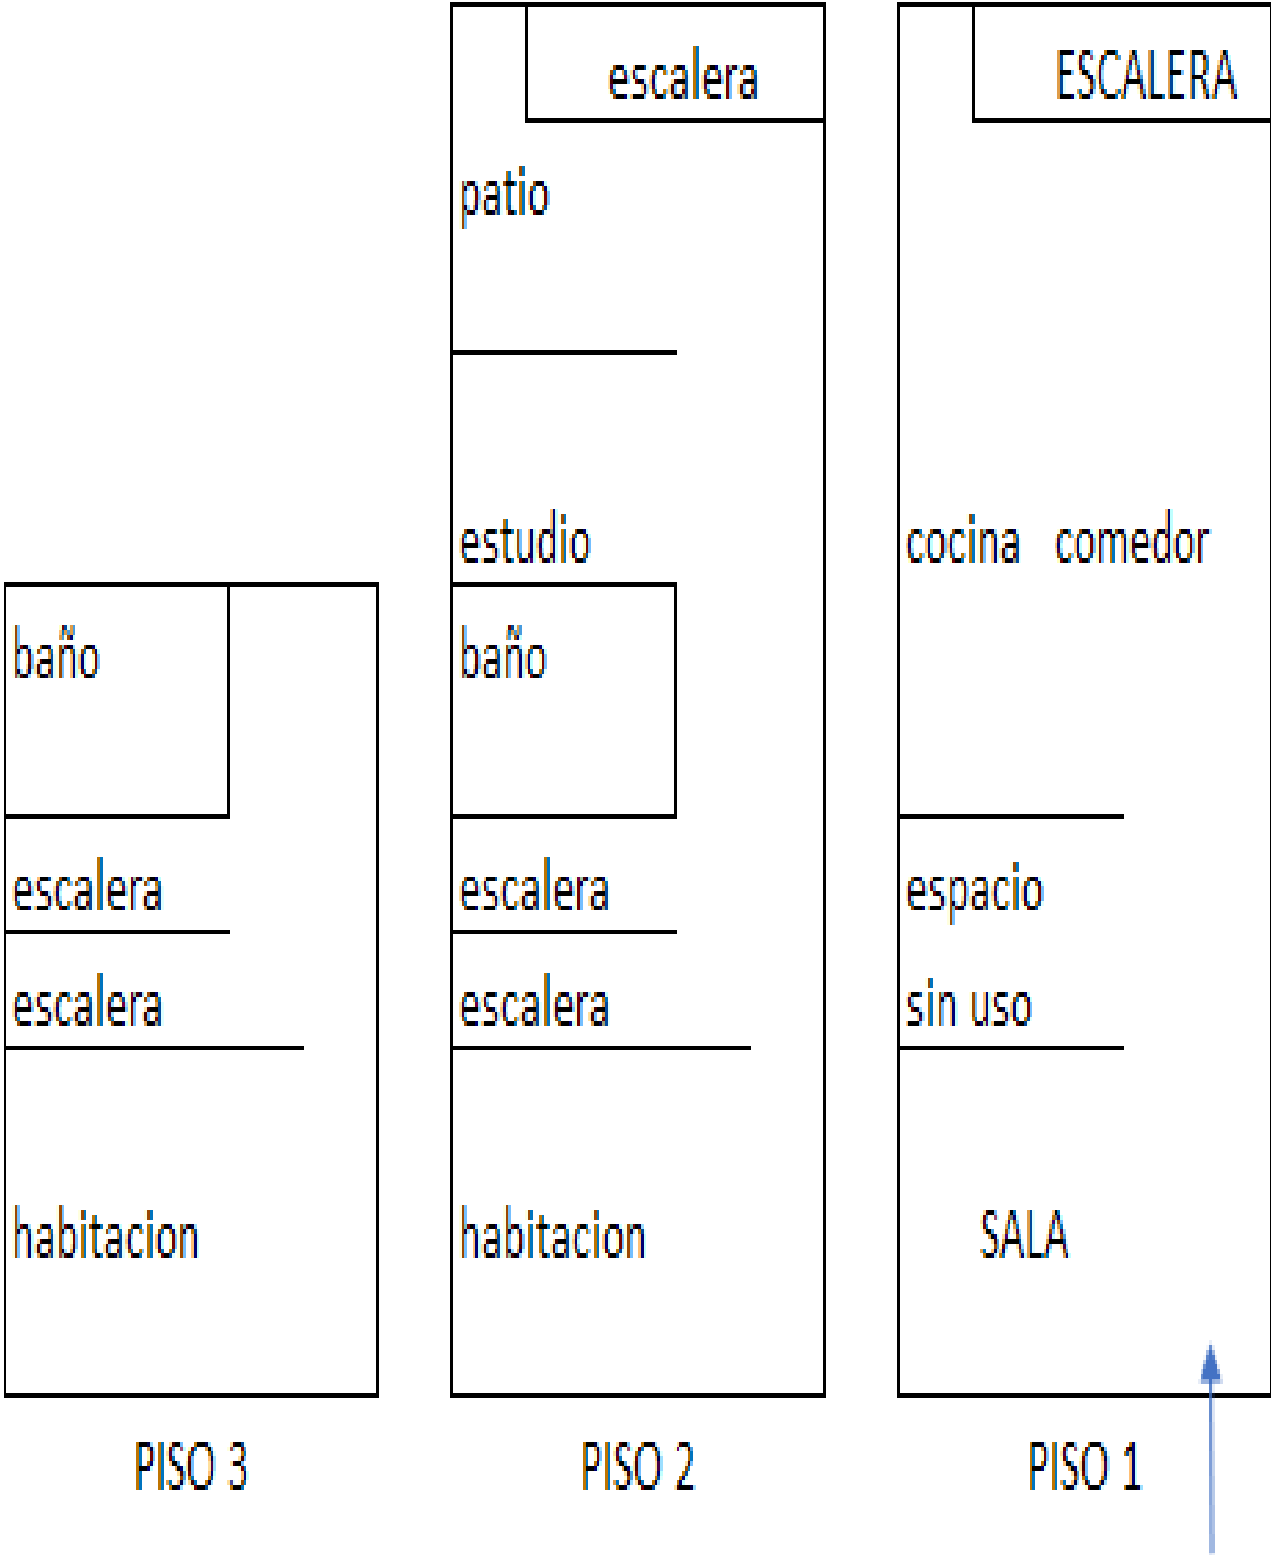 escalera
ESCALERA
patio
estudio
cocina comedor
baño
baño
escalera
escalera
espacio
escalera
escalera
sin uso
habitacion
habitacion
SALA
PISO 3
PISO 2
PISO 1